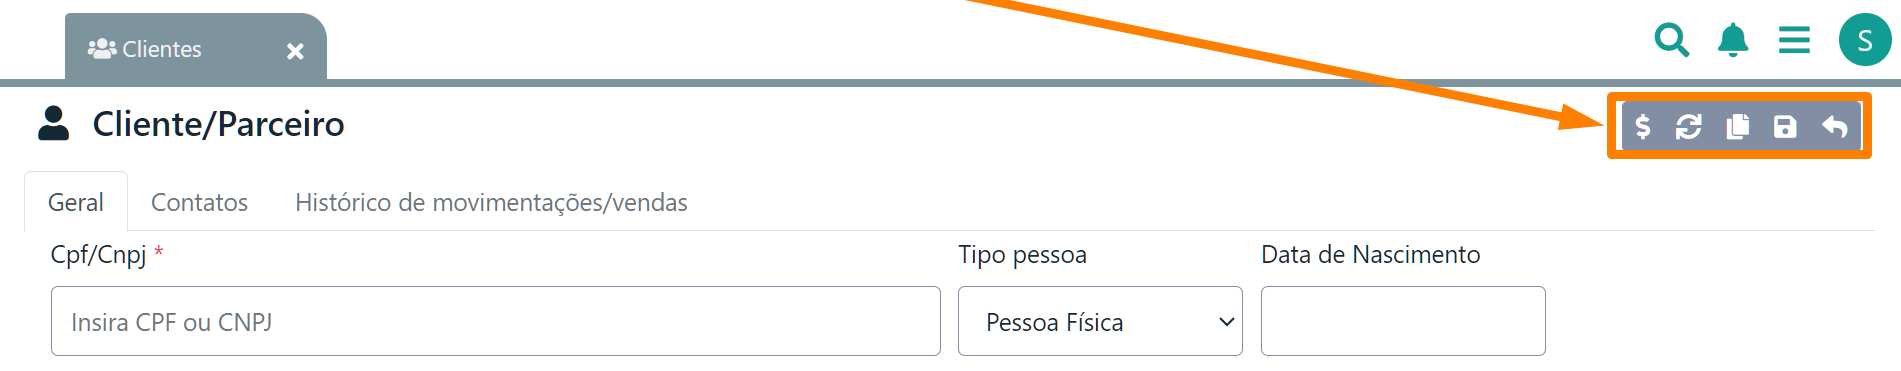 Clientes
S
Cliente/Parceiro
Geral Contatos Histórico de movimentações/vendas
Cpf/Cnpj * Tipo pessoa Data de Nascimento
Insira CPF ou CNPJ Pessoa Física